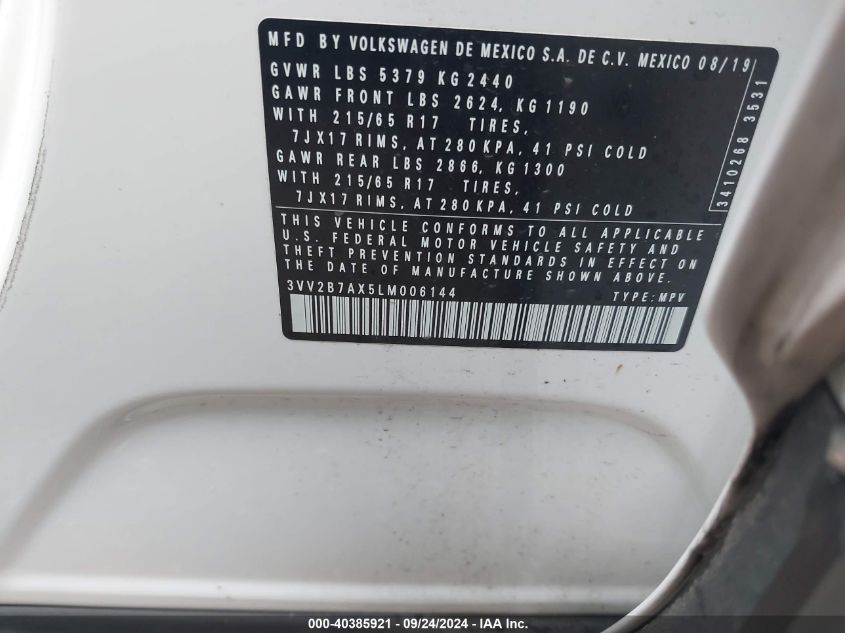 MFD BY VOLKSWAGEN DE MEXICO S.A. DE C.V. MEXICO 08/19
GVWR LBS 5379 KG 2440
GAWR FRONT LBS 2624, KG 1190
WITH 215/65 R17 TIRES,
7JX17 RIMS, AT 280 KPA, 41 PSI COLD
GAWR REAR LBS 2866, KG 1300
WITH 215/65 R17 TIRES,
7JX17 RIMS, AT 280 KPA, 41 PSI COLD
3410268 3531
THIS VEHICLE CONFORMS TO ALL APPLICABLE
U.S. FEDERAL MOTOR VEHICLE SAFETY AND
THEFT PREVENTION STANDARDS IN EFFECT ON
THE DATE OF MANUFACTURE SHOWN ABOVE.
3VV2B7AX5LM006144 TYPE: MPV
000-40385921 - 09/24/2024 - IAA Inc.